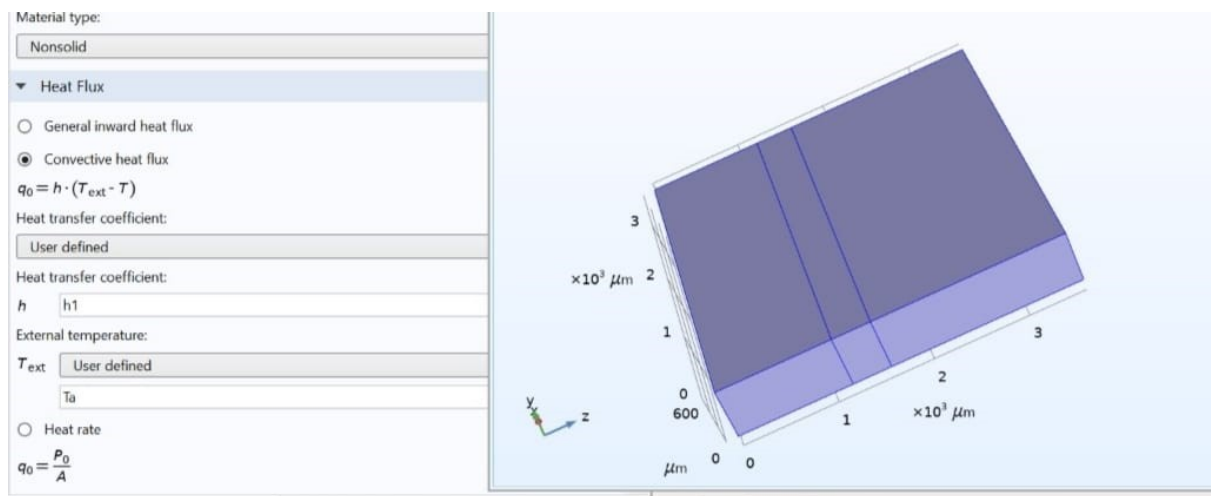 Material type:
Nonsolid
Heat Flux
General inward heat flux
Convective heat flux
q₀ = h · (T_ext - T)
Heat transfer coefficient:
User defined
Heat transfer coefficient:
h h1
External temperature:
T_ext User defined
Ta
Heat rate
q₀ = P₀/A
3
×10³ μm 2
1
0
600
μm 0
0
1
2
×10³ μm
3
y x z